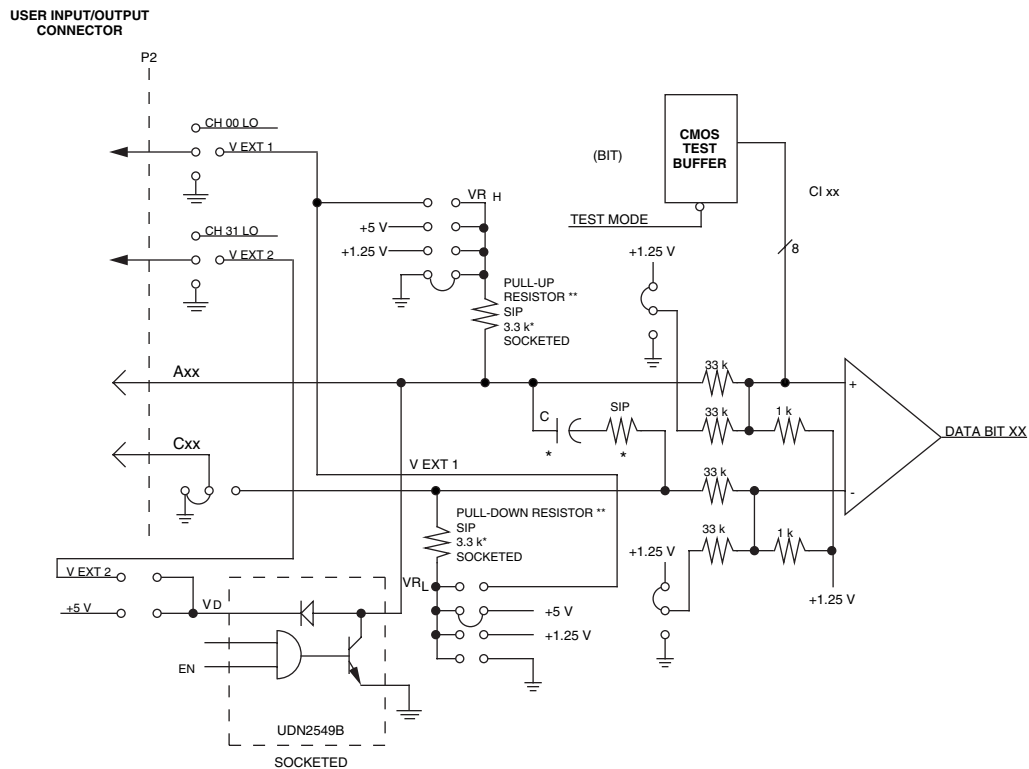 USER INPUT/OUTPUT
CONNECTOR
P2
CH 00 LO
V EXT 1
CH 31 LO
V EXT 2
VR H
+5 V
+1.25 V
PULL-UP
RESISTOR **
SIP
3.3 k*
SOCKETED
(BIT)
CMOS
TEST
BUFFER
CI xx
TEST MODE
8
+1.25 V
Axx
33 k
+
C
SIP
*
*
33 k
1 k
DATA BIT XX
Cxx
V EXT 1
33 k
-
PULL-DOWN RESISTOR **
SIP
3.3 k*
SOCKETED
33 k
1 k
+1.25 V
+1.25 V
V EXT 2
+5 V
VD
VRL
+5 V
+1.25 V
EN
UDN2549B
SOCKETED